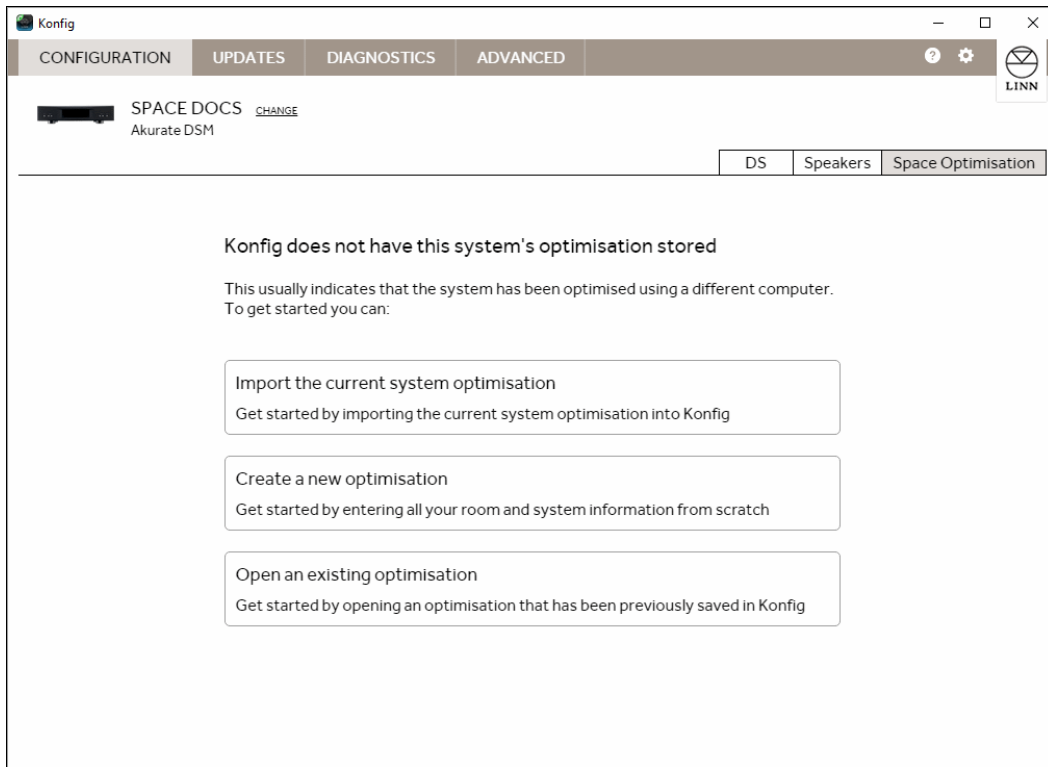 Konfig
CONFIGURATION UPDATES DIAGNOSTICS ADVANCED ?
LINN
SPACE DOCS CHANGE
Akurate DSM
DS Speakers Space Optimisation
Konfig does not have this system's optimisation stored
This usually indicates that the system has been optimised using a different computer.
To get started you can:
Import the current system optimisation
Get started by importing the current system optimisation into Konfig
Create a new optimisation
Get started by entering all your room and system information from scratch
Open an existing optimisation
Get started by opening an optimisation that has been previously saved in Konfig